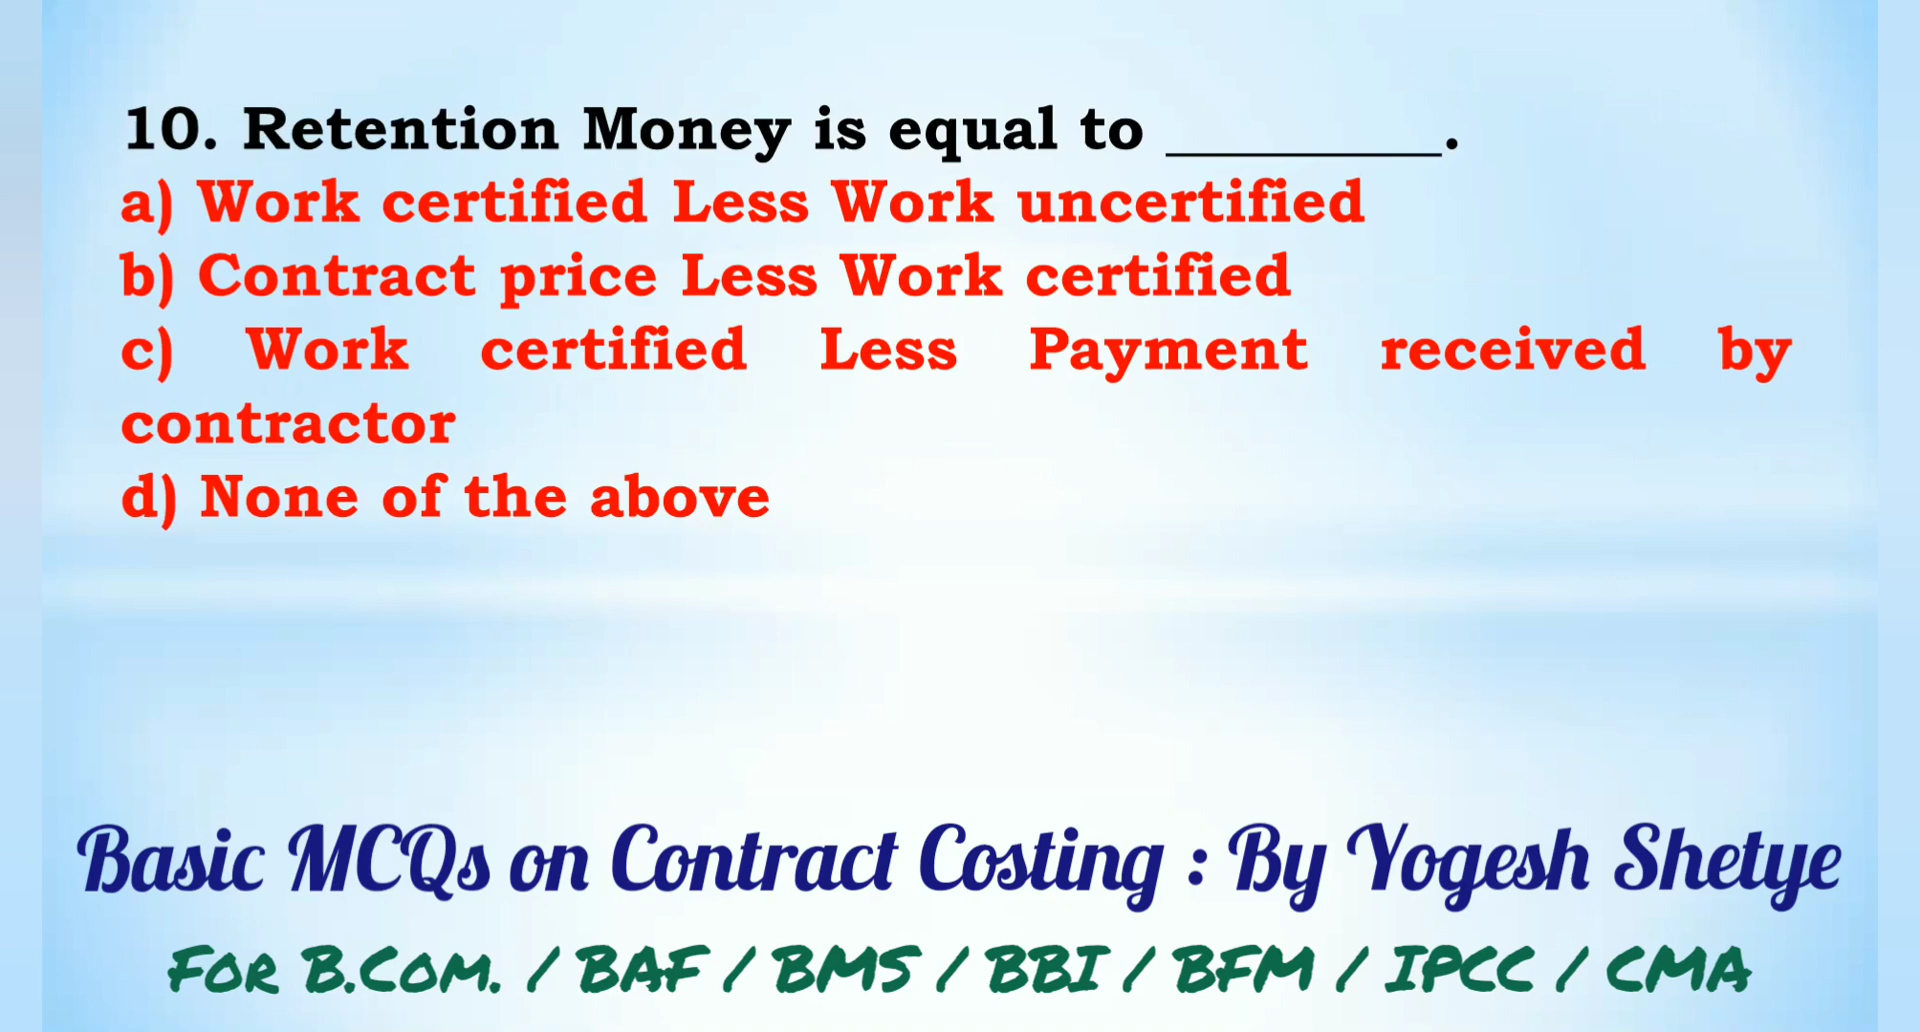 10. Retention Money is equal to _________.
a) Work certified Less Work uncertified
b) Contract price Less Work certified
c) Work certified Less Payment received by
contractor
d) None of the above
Basic MCQs on Contract Costing : By Yogesh Shetye
FOR B.COM. / BAF / BMS / BBI / BFM / IPCC / CMA